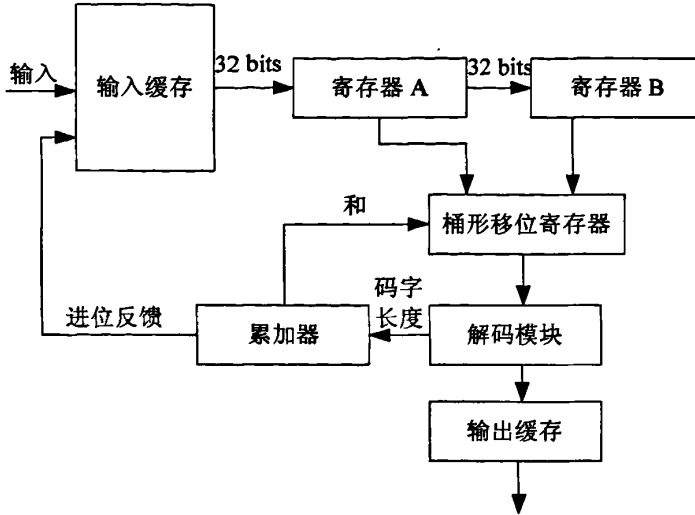 输入
输入缓存
32 bits
寄存器 A
32 bits
寄存器 B
和
桶形移位寄存器
进位反馈
累加器
码字
长度
解码模块
输出缓存